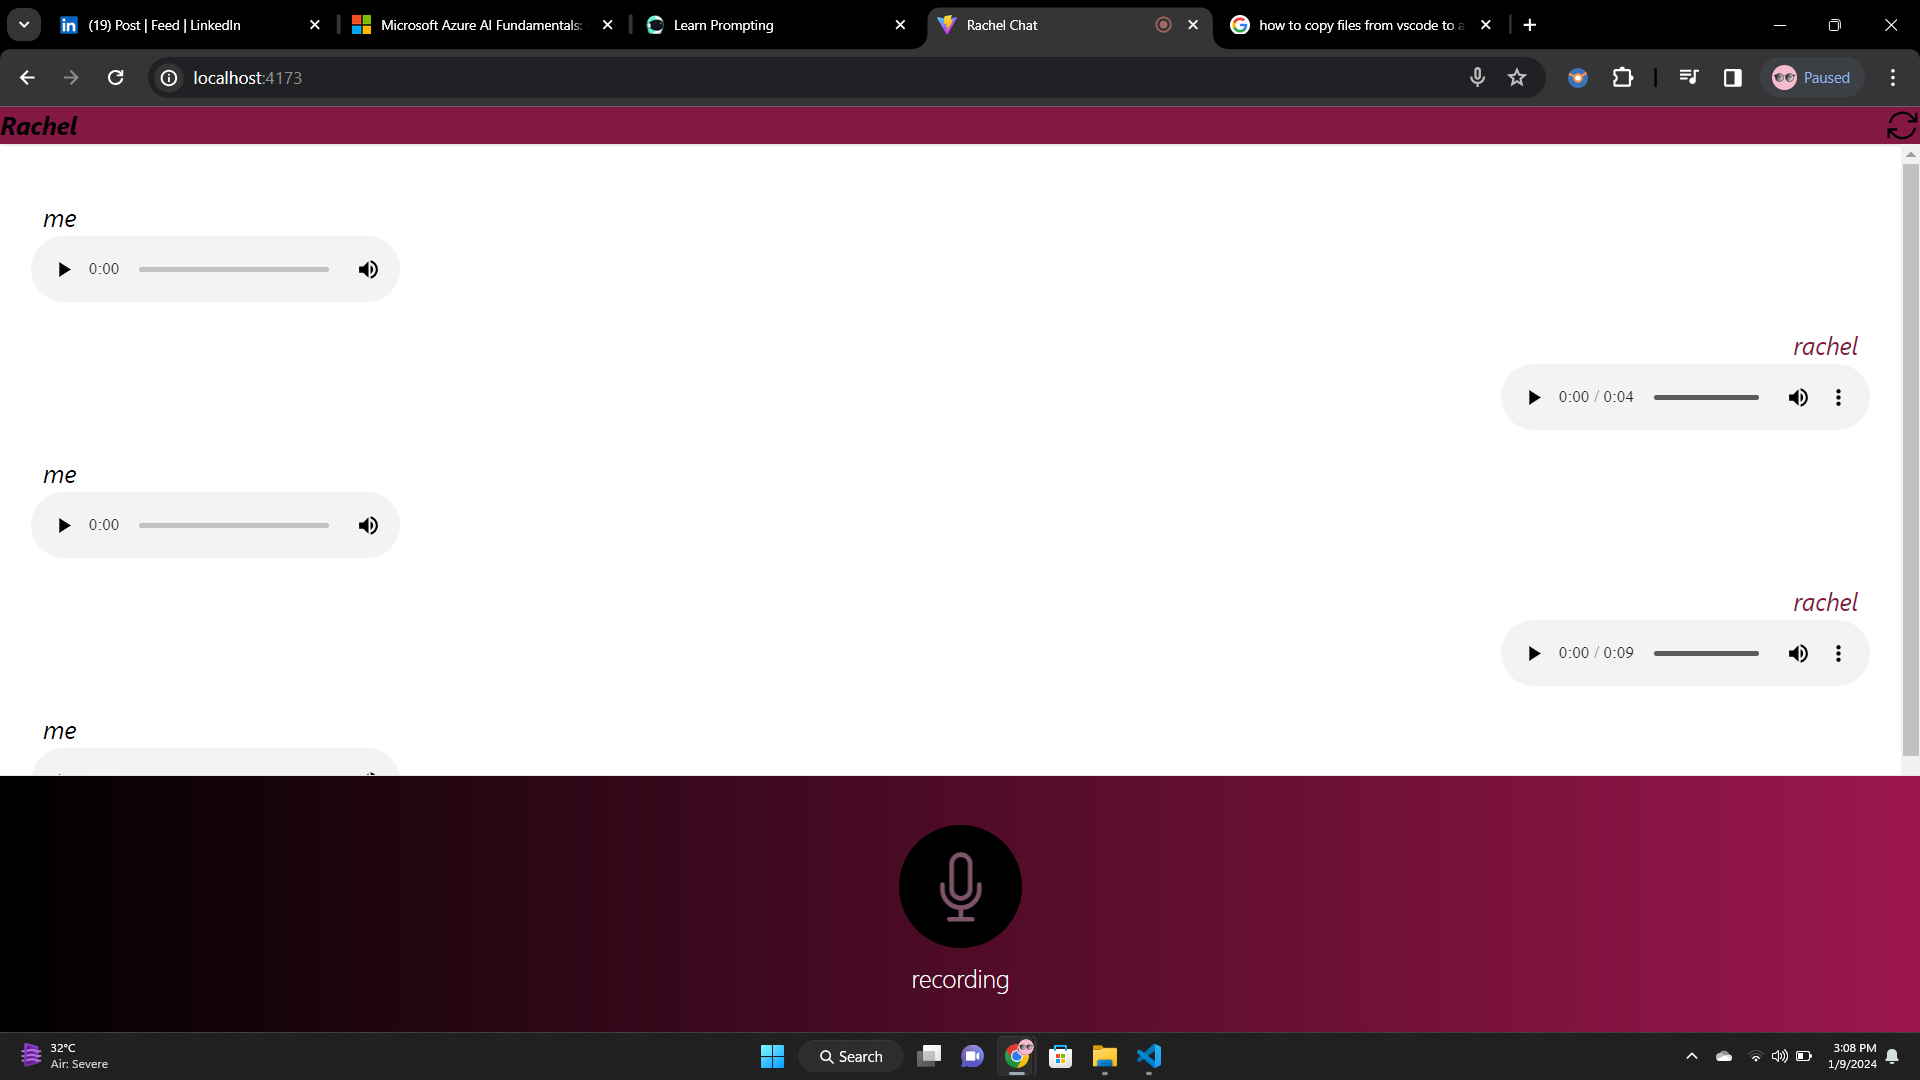 (19) Post | Feed | LinkedIn
Microsoft Azure AI Fundamentals:
Learn Prompting
Rachel Chat
how to copy files from vscode to a
localhost:4173
Paused
Rachel
me
0:00
rachel
0:00 / 0:04
me
0:00
rachel
0:00 / 0:09
me
recording
32°C
Air: Severe
Search
3:08 PM
1/9/2024